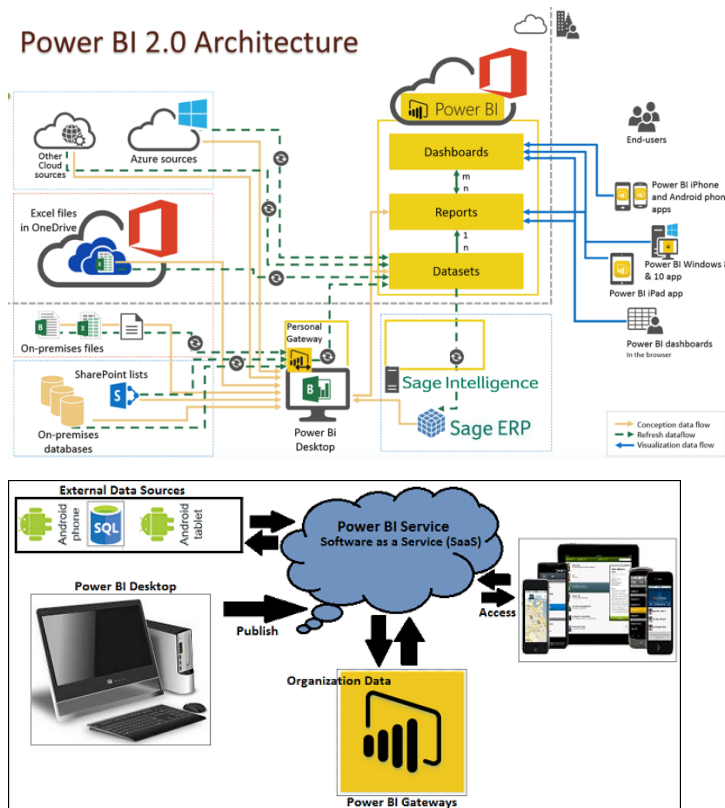 Power BI 2.0 Architecture
Other
Cloud
sources
Azure sources
Excel files
in OneDrive
On-premises files
SharePoint lists
On-premises
databases
Personal
Gateway
Power Bi
Desktop
Power BI
Dashboards
m
n
Reports
1
n
Datasets
Sage Intelligence
Sage ERP
End-users
Power BI iPhone
and Android phon
apps
Power BI Windows 8
& 10 app
Power BI iPad app
Power BI dashboards
In the browser
Conception data flow
Refresh dataflow
Visualization data flow
External Data Sources
Android
phone
SQL
Android
tablet
Power BI Service
Software as a Service (SaaS)
Power BI Desktop
Publish
Access
Organization Data
Power BI Gateways